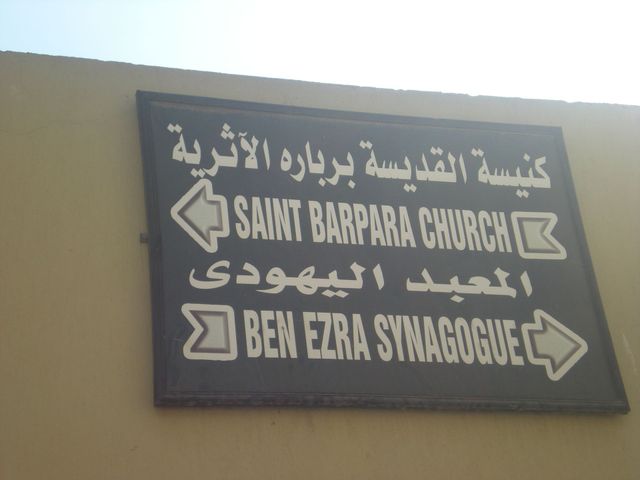 كنيسة القديسة برباره الآثرية
SAINT BARPARA CHURCH
المعبد اليهودى
BEN EZRA SYNAGOGUE